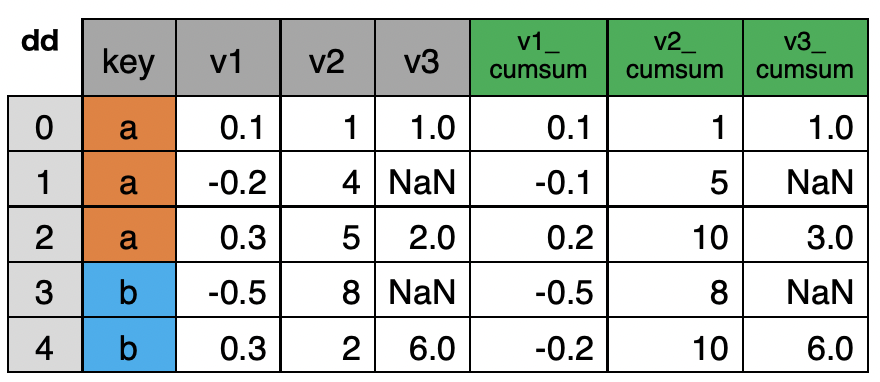 dd key v1 v2 v3 v1_ cumsum v2_ cumsum v3_ cumsum
0 a 0.1 1 1.0 0.1 1 1.0
1 a -0.2 4 NaN -0.1 5 NaN
2 a 0.3 5 2.0 0.2 10 3.0
3 b -0.5 8 NaN -0.5 8 NaN
4 b 0.3 2 6.0 -0.2 10 6.0